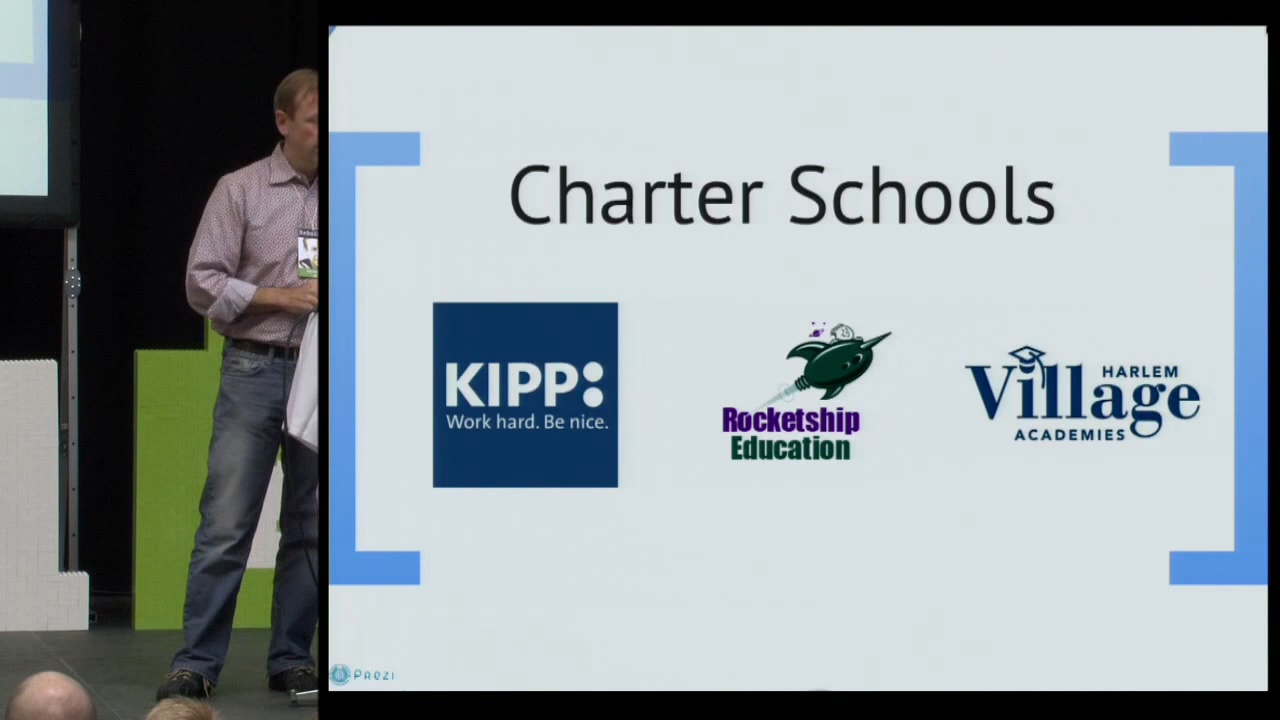 Charter Schools
KIPP:
Work hard. Be nice.
Rocketship
Education
HARLEM
Village
ACADEMIES
Prezi